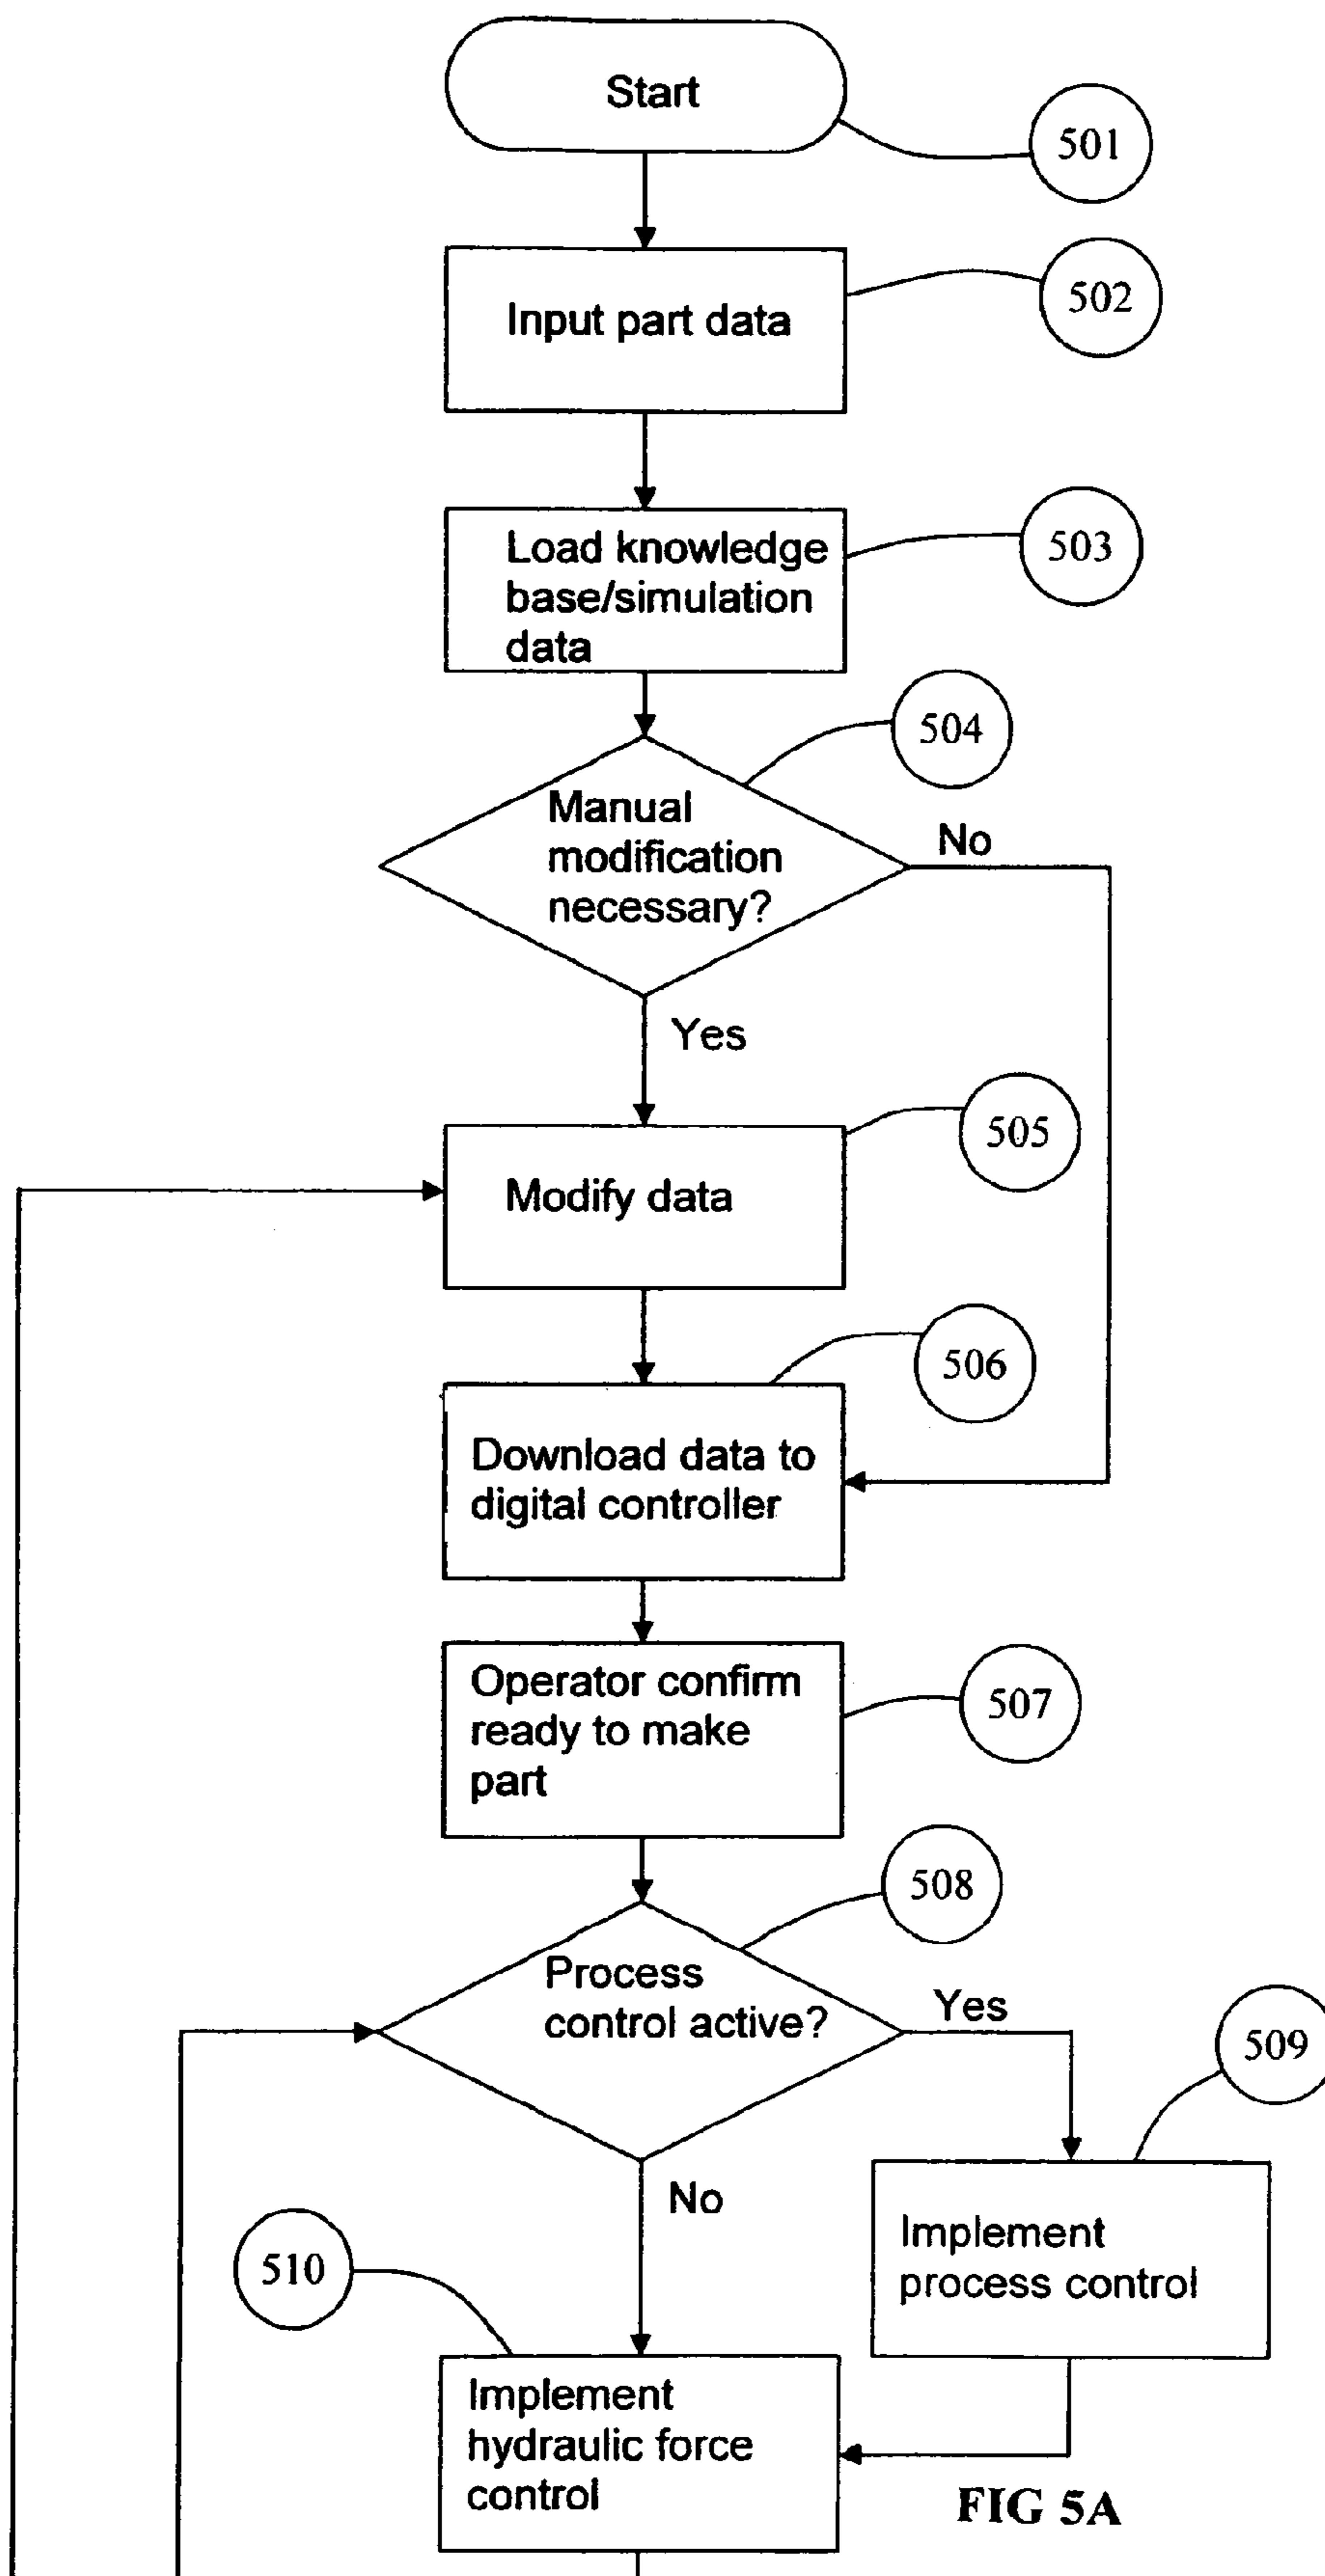 Start
501
Input part data
502
Load knowledge
base/simulation
data
503
504
Manual
modification
necessary?
No
Yes
505
Modify data
506
Download data to
digital controller
Operator confirm
ready to make
part
507
508
Process
control active?
Yes
509
No
Implement
process control
510
Implement
hydraulic force
control
FIG 5A